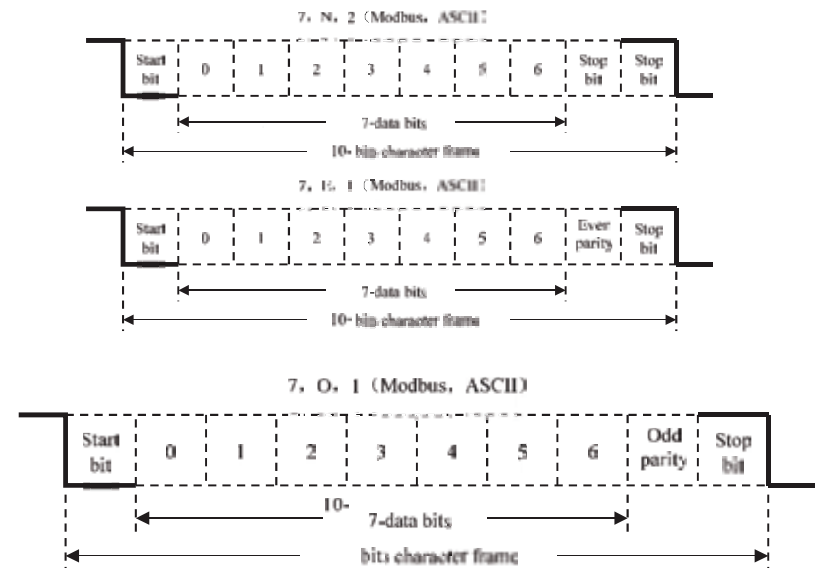 7, N, 2 (Modbus, ASCII)
Start bit 0 1 2 3 4 5 6 Stop bit Stop bit
7-data bits
10- bits character frame
7, E, 1 (Modbus, ASCII)
Start bit 0 1 2 3 4 5 6 Ever parity Stop bit
7-data bits
10- bits character frame
7, O, 1 (Modbus, ASCII)
Start bit 0 1 2 3 4 5 6 Odd parity Stop bit
10-
7-data bits
bits character frame